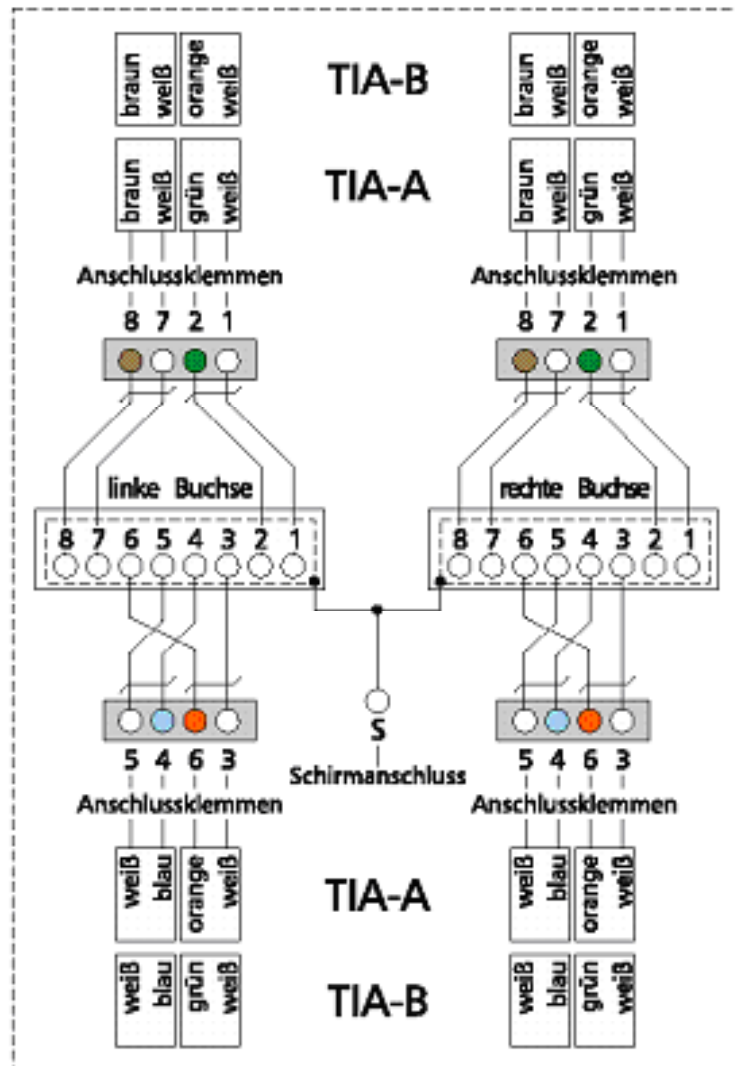 braun weiß orange weiß TIA-B braun weiß orange weiß
braun weiß grün weiß TIA-A braun weiß grün weiß
Anschlussklemmen Anschlussklemmen
8 7 2 1 8 7 2 1
linke Buchse rechte Buchse
8 7 6 5 4 3 2 1 8 7 6 5 4 3 2 1
S
5 4 6 3 5 4 6 3
Schirmanschluss
Anschlussklemmen Anschlussklemmen
weiß blau orange weiß TIA-A weiß blau orange weiß
weiß blau grün weiß TIA-B weiß blau grün weiß